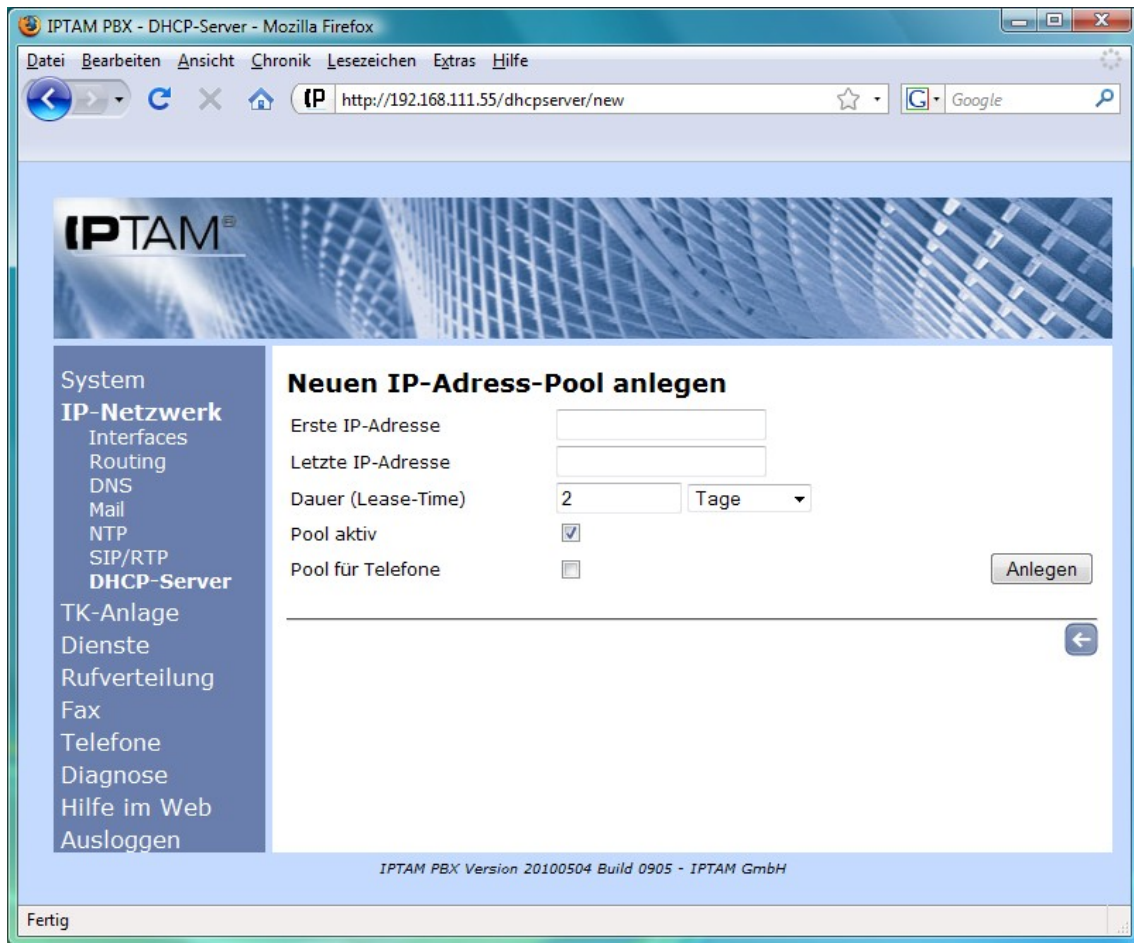 IPTAM PBX - DHCP-Server - Mozilla Firefox
Datei Bearbeiten Ansicht Chronik Lesezeichen Extras Hilfe
(IP http://192.168.111.55/dhcpserver/new G Google
IPTAM®
System
IP-Netzwerk
Interfaces
Routing
DNS
Mail
NTP
SIP/RTP
DHCP-Server
TK-Anlage
Dienste
Rufverteilung
Fax
Telefone
Diagnose
Hilfe im Web
Ausloggen
Neuen IP-Adress-Pool anlegen
Erste IP-Adresse
Letzte IP-Adresse
Dauer (Lease-Time) 2 Tage
Pool aktiv
Pool für Telefone Anlegen
IPTAM PBX Version 20100504 Build 0905 - IPTAM GmbH
Fertig